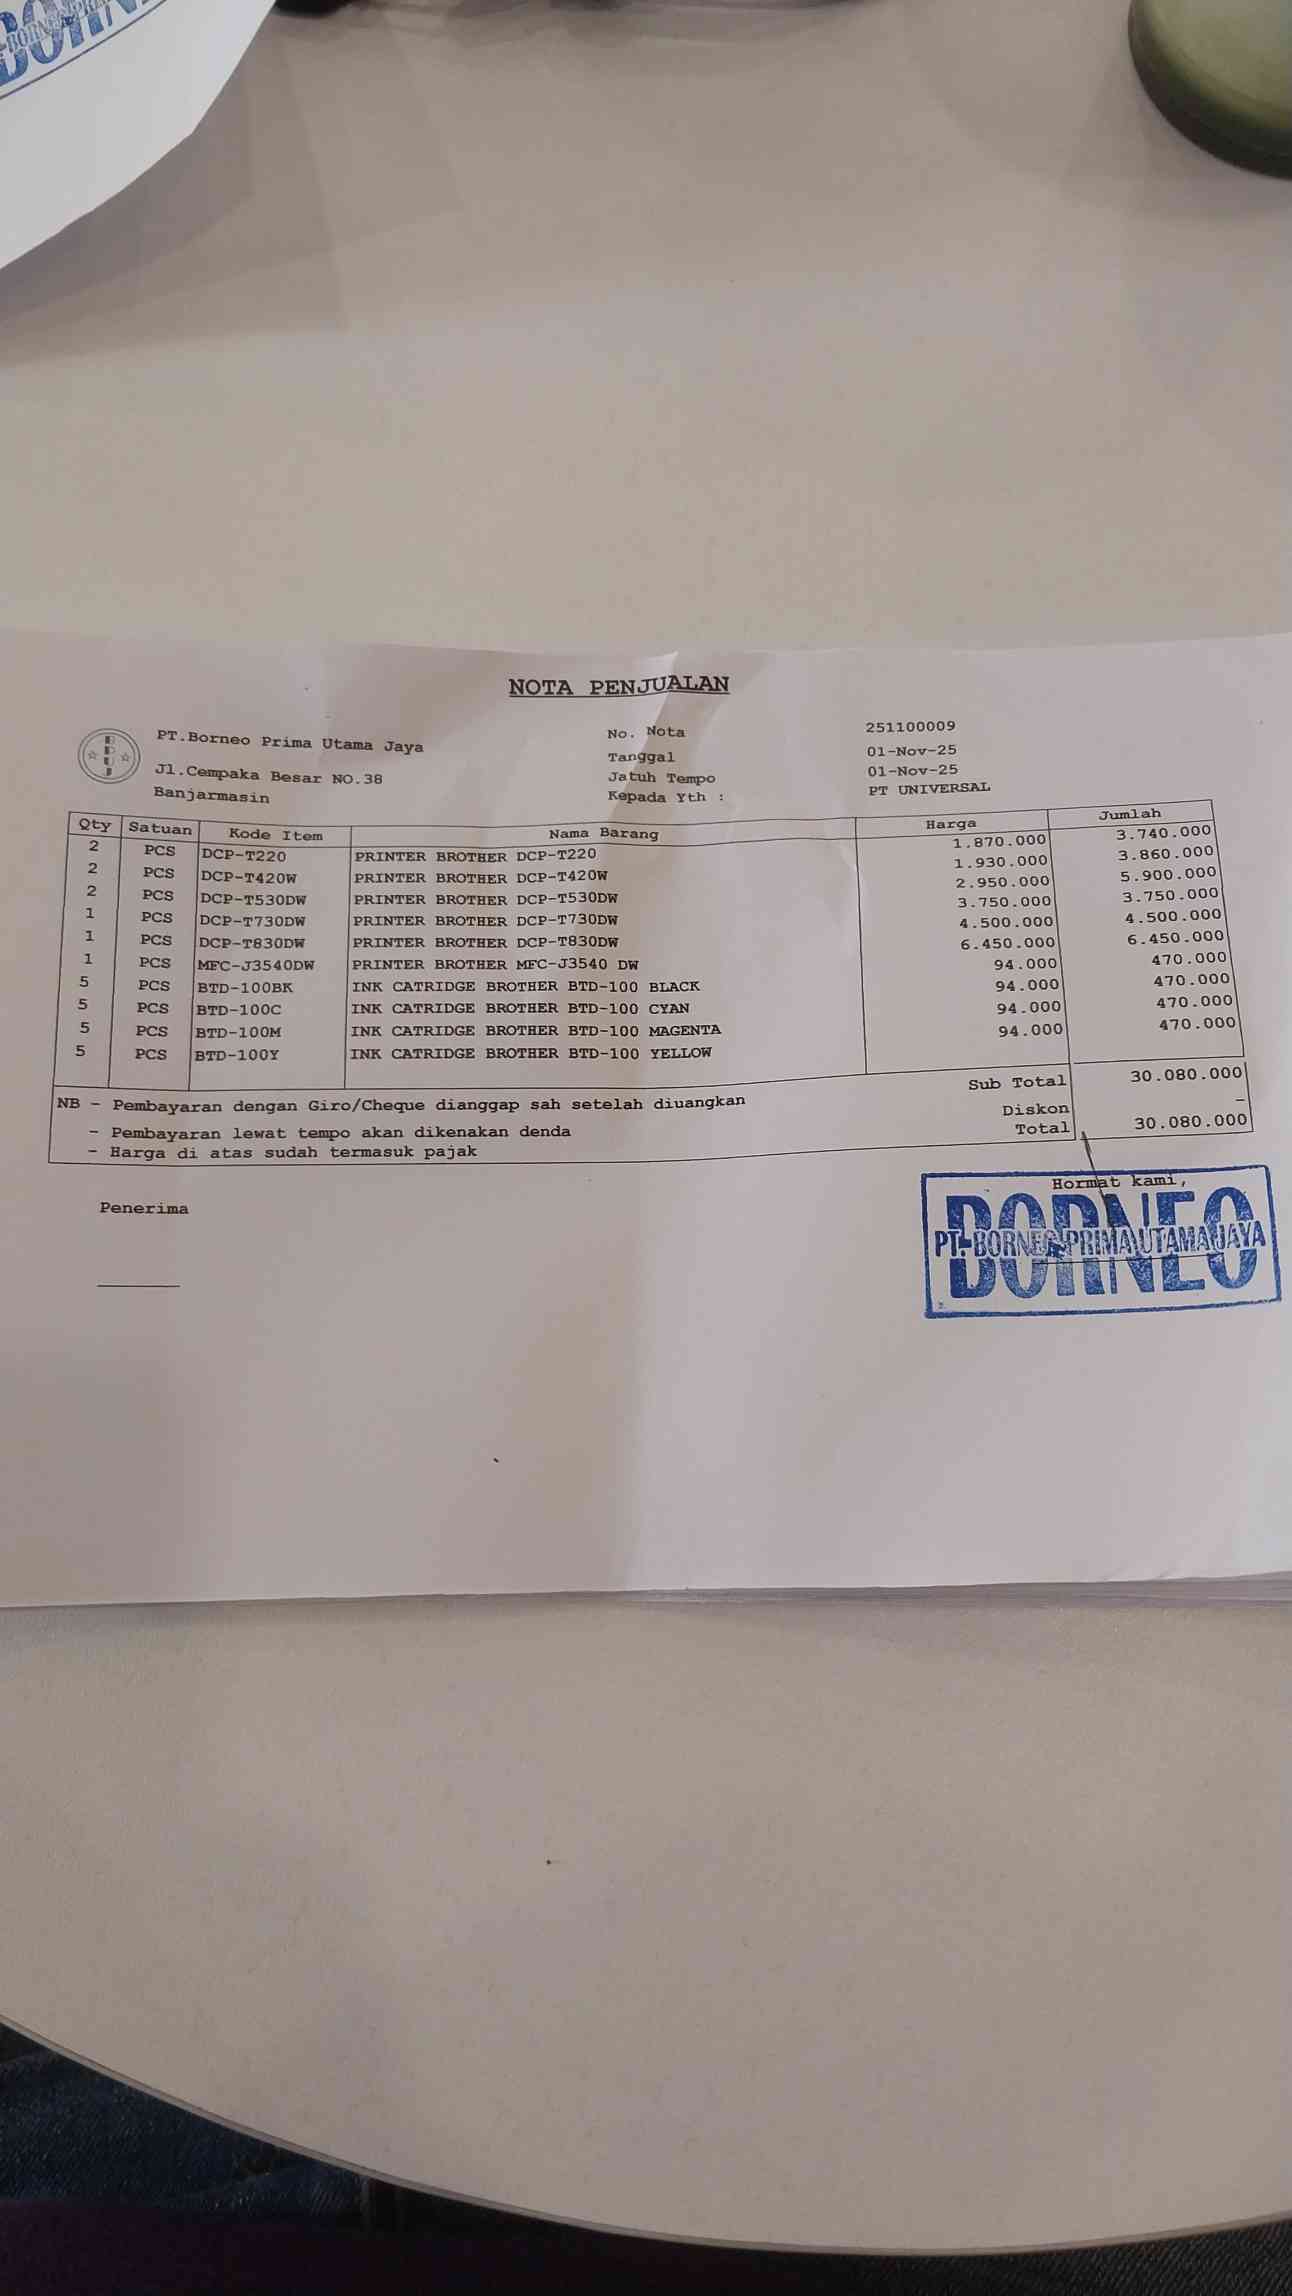 BORNEO
PT. BORNEO PRIMA
NOTA PENJUALAN
BPUJ
PT.Borneo Prima Utama Jaya
Jl.Cempaka Besar NO.38
Banjarmasin
No. Nota 251100009
Tanggal 01-Nov-25
Jatuh Tempo 01-Nov-25
Kepada Yth : PT UNIVERSAL
Qty Satuan Kode Item Nama Barang Harga Jumlah
2 PCS DCP-T220 PRINTER BROTHER DCP-T220 1.870.000 3.740.000
2 PCS DCP-T420W PRINTER BROTHER DCP-T420W 1.930.000 3.860.000
2 PCS DCP-T530DW PRINTER BROTHER DCP-T530DW 2.950.000 5.900.000
1 PCS DCP-T730DW PRINTER BROTHER DCP-T730DW 3.750.000 3.750.000
1 PCS DCP-T830DW PRINTER BROTHER DCP-T830DW 4.500.000 4.500.000
1 PCS MFC-J3540DW PRINTER BROTHER MFC-J3540 DW 6.450.000 6.450.000
5 PCS BTD-100BK INK CATRIDGE BROTHER BTD-100 BLACK 94.000 470.000
5 PCS BTD-100C INK CATRIDGE BROTHER BTD-100 CYAN 94.000 470.000
5 PCS BTD-100M INK CATRIDGE BROTHER BTD-100 MAGENTA 94.000 470.000
5 PCS BTD-100Y INK CATRIDGE BROTHER BTD-100 YELLOW 94.000 470.000
NB - Pembayaran dengan Giro/Cheque dianggap sah setelah diuangkan
- Pembayaran lewat tempo akan dikenakan denda
- Harga di atas sudah termasuk pajak
Sub Total 30.080.000
Diskon -
Total 30.080.000
Penerima
Hormat kami,
BORNEO
PT. BORNEO PRIMA UTAMA JAYA